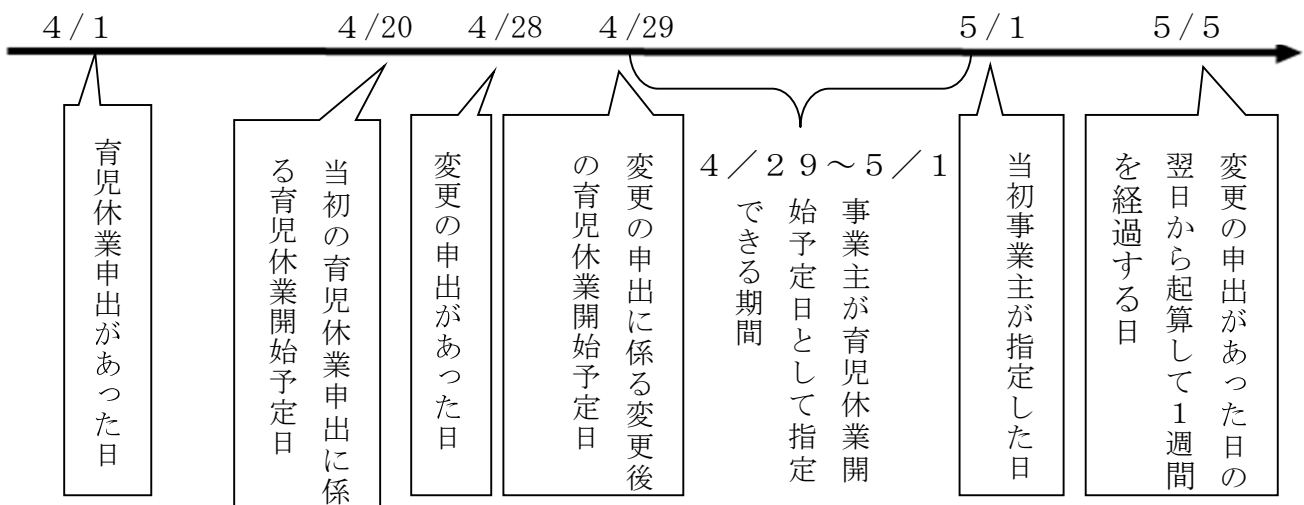 4/1
4/20
4/28
4/29
5/1
5/5
育児休業申出があった日
当初の育児休業申出に係
る育児休業開始予定日
変更の申出があった日
変更の申出に係る変更後
の育児休業開始予定日
4／29～5／1
事業主が育児休業開
始予定日として指定
できる期間
当初事業主が指定した日
変更の申出があった日の
翌日から起算して1週間
を経過する日